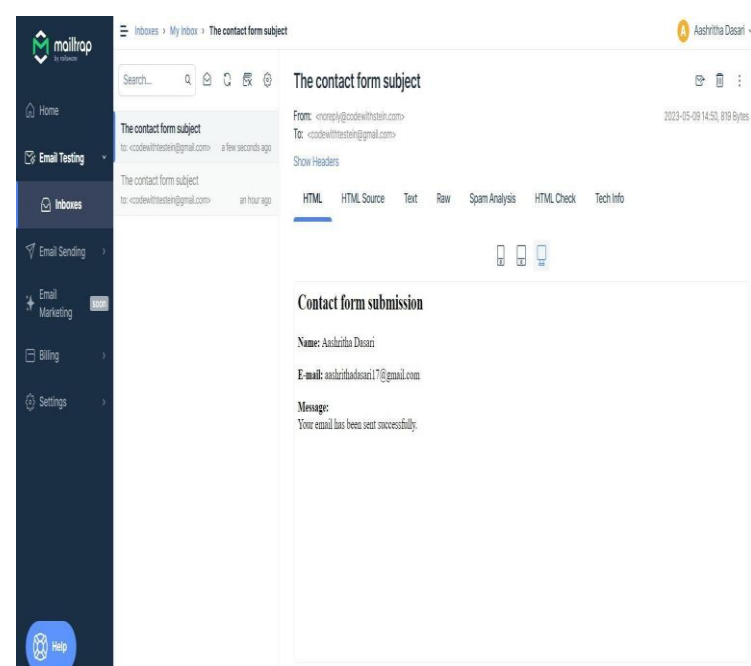 mailtrap
by railsware
Home
Email Testing
Inboxes
Email Sending
Email
Marketing
soon
Billing
Settings
Help
Inboxes › My Inbox › The contact form subject
A Aashritha Dasari
Search...
The contact form subject
to: <codewithtestein@gmail.com> a few seconds ago
The contact form subject
to: <codewithtestein@gmail.com> an hour ago
The contact form subject
From: <noreply@codewithstein.com>
2023-05-09 14:50, 819 Bytes
To: <codewithtestein@gmail.com>
Show Headers
HTML HTML Source Text Raw Spam Analysis HTML Check Tech Info
Contact form submission
Name: Aashritha Dasari
E-mail: aashrithadasari17@gmail.com
Message:
Your email has been sent successfully.